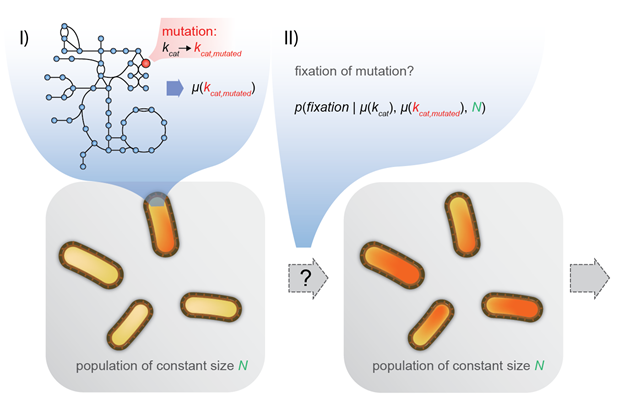 I)
mutation:
kcat → kcat,mutated
μ(kcat,mutated)
II)
fixation of mutation?
p(fixation | μ(kcat), μ(kcat,mutated), N)
?
population of constant size N
population of constant size N